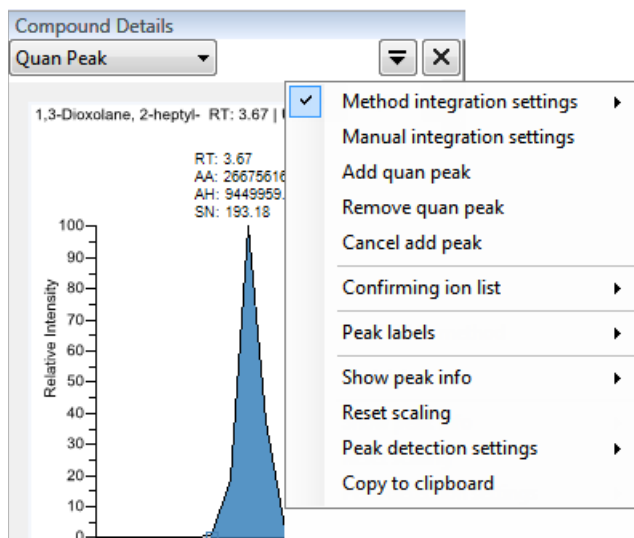 Compound Details
Quan Peak
1,3-Dioxolane, 2-heptyl- RT: 3.67 |
RT: 3.67
AA: 26675616
AH: 9449959.
SN: 193.18
Relative Intensity
100
90
80
70
60
50
40
30
20
10
0
Method integration settings
Manual integration settings
Add quan peak
Remove quan peak
Cancel add peak
Confirming ion list
Peak labels
Show peak info
Reset scaling
Peak detection settings
Copy to clipboard